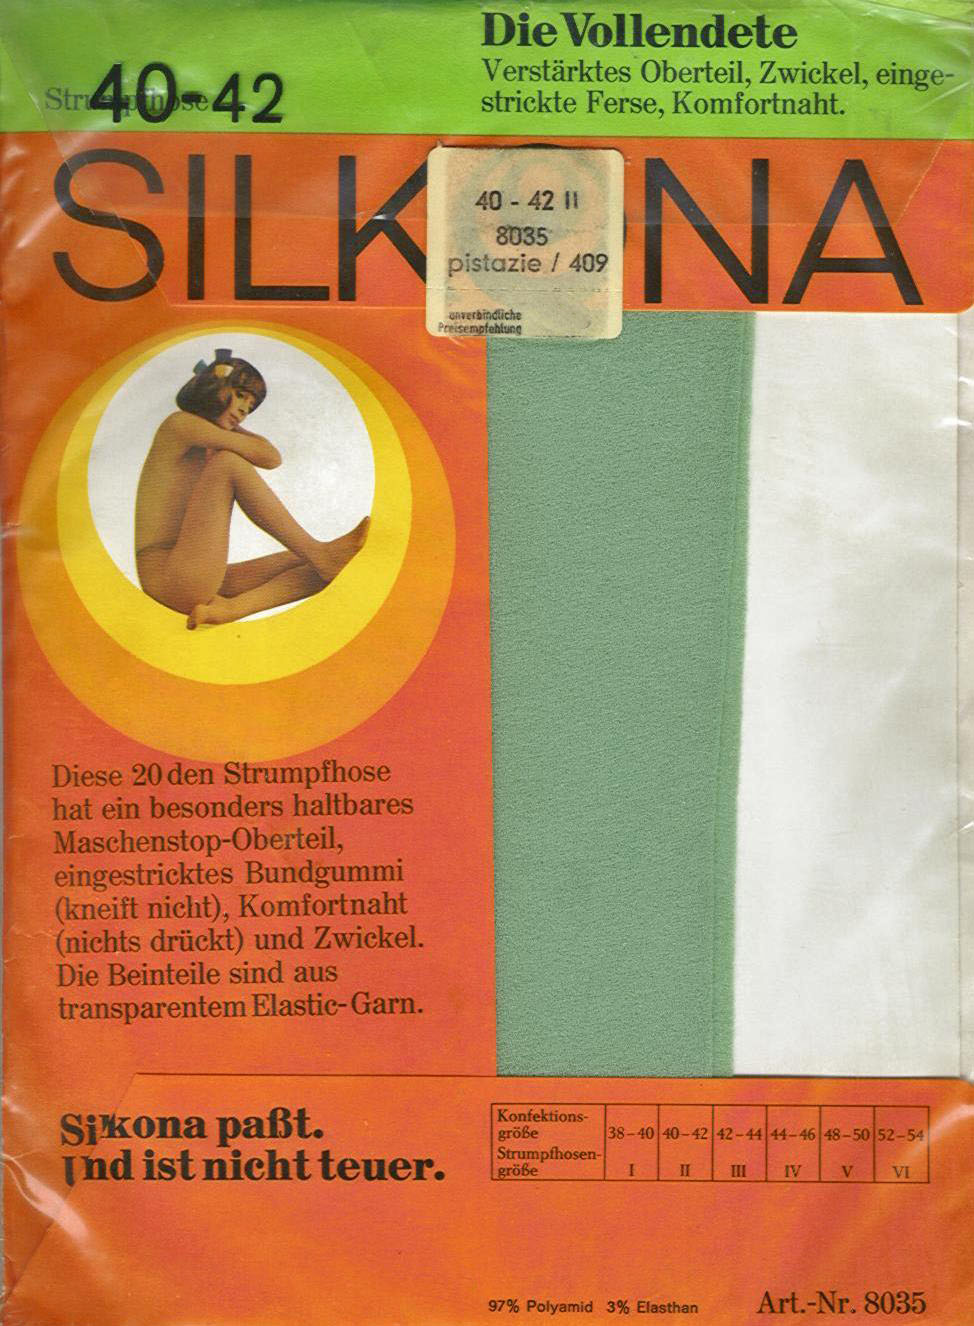 Die Vollendete
Verstärktes Oberteil, Zwickel, einge-
strickte Ferse, Komfortnaht.
Strumpfhose
40-42
SILKONA
40 - 42 II
8035
pistazie / 409
unverbindliche
Preisempfehlung
Diese 20 den Strumpfhose
hat ein besonders haltbares
Maschenstop-Oberteil,
eingestricktes Bundgummi
(kneift nicht), Komfortnaht
(nichts drückt) und Zwickel.
Die Beinteile sind aus
transparentem Elastic-Garn.
Silkona paßt.
Und ist nicht teuer.
Konfektions-
größe 38-40 40-42 42-44 44-46 48-50 52-54
Strumpfhosen-
größe I II III IV V VI
97% Polyamid 3% Elasthan
Art.-Nr. 8035